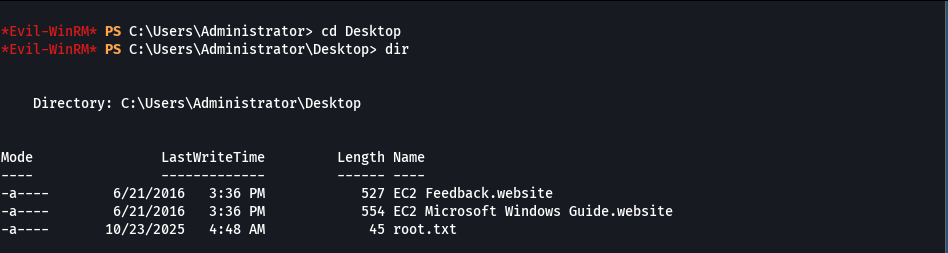 *Evil-WinRM* PS C:\Users\Administrator> cd Desktop
*Evil-WinRM* PS C:\Users\Administrator\Desktop> dir
Directory: C:\Users\Administrator\Desktop
Mode                LastWriteTime         Length Name
----                -------------         ------ ----
-a----        6/21/2016   3:36 PM            527 EC2 Feedback.website
-a----        6/21/2016   3:36 PM            554 EC2 Microsoft Windows Guide.website
-a----       10/23/2025   4:48 AM             45 root.txt